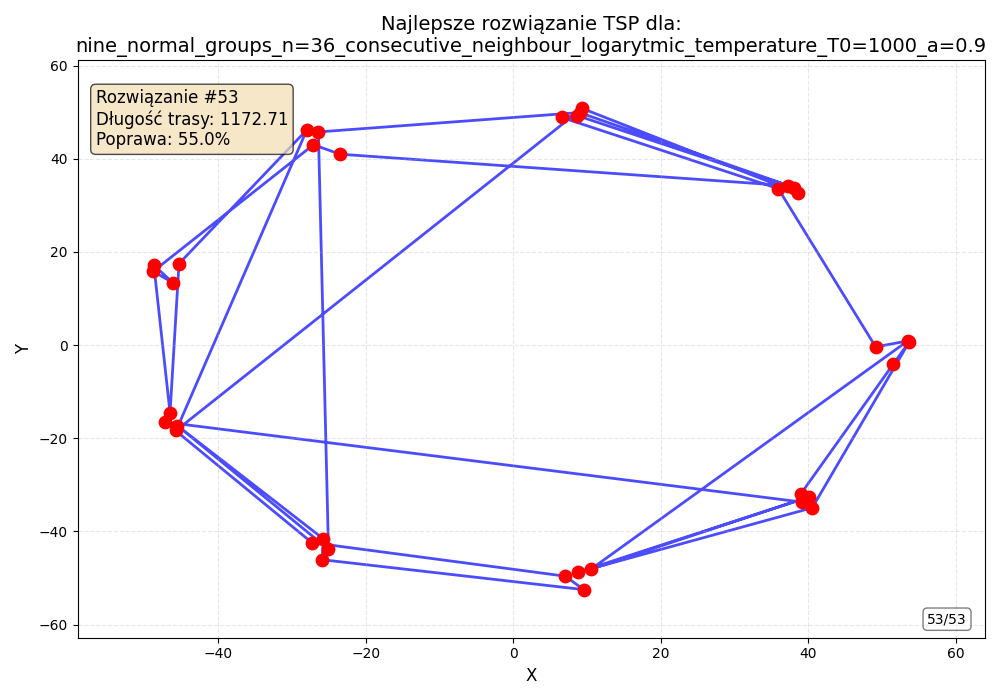 Najlepsze rozwiązanie TSP dla:
nine_normal_groups_n=36_consecutive_neighbour_logarytmic_temperature_T0=1000_a=0.9
Rozwiązanie #53
Długość trasy: 1172.71
Poprawa: 55.0%
60
40
20
0
−20
−40
−60
Y
53/53
−40
−20
0
20
40
60
X